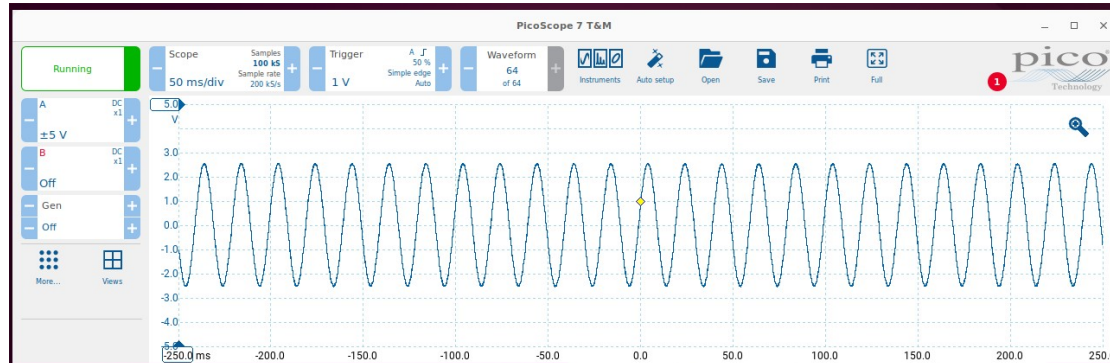 PicoScope 7 T&M
Running
Scope
Samples
100 kS
Sample rate
50 ms/div
200 kS/s
Trigger
A
50 %
Simple edge
1 V
Auto
Waveform
64
of 64
Instruments
Auto setup
Open
Save
Print
Full
1
pico
Technology
A
DC
x1
±5 V
B
DC
x1
Off
Gen
Off
More...
Views
5.0
V
3.0
2.0
1.0
0.0
-1.0
-2.0
-3.0
-4.0
-5.0
-250.0 ms
-200.0
-150.0
-100.0
-50.0
0.0
50.0
100.0
150.0
200.0
250.